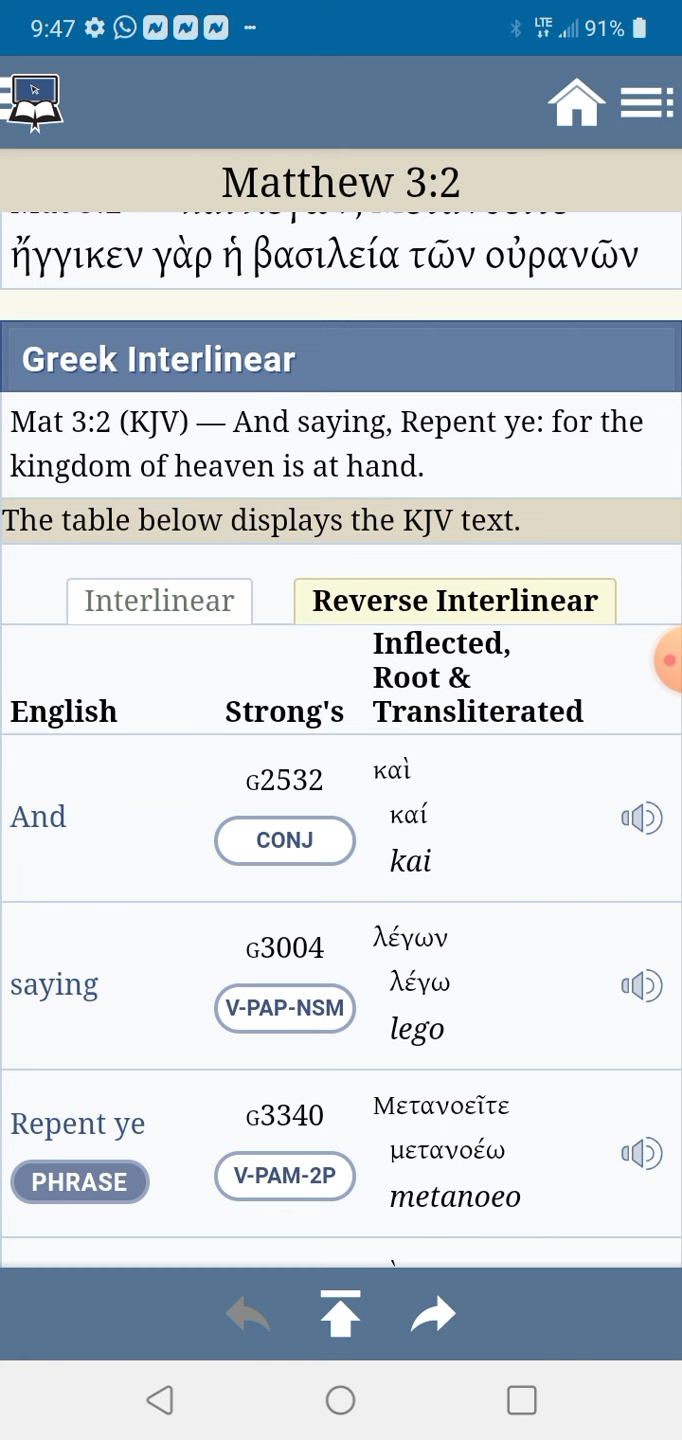 9:47
LTE
91%
Matthew 3:2
ἤγγικεν γὰρ ἡ βασιλεία τῶν οὐρανῶν
Greek Interlinear
Mat 3:2 (KJV) — And saying, Repent ye: for the
kingdom of heaven is at hand.
The table below displays the KJV text.
Interlinear
Reverse Interlinear
English
Strong's
Inflected,
Root &
Transliterated
And
G2532
CONJ
καὶ
καί
kai
saying
G3004
V-PAP-NSM
λέγων
λέγω
lego
Repent ye
PHRASE
G3340
V-PAM-2P
Μετανοεῖτε
μετανοέω
metanoeo